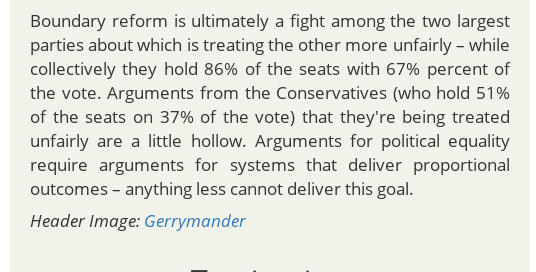 Boundary reform is ultimately a fight among the two largest
parties about which is treating the other more unfairly – while
collectively they hold 86% of the seats with 67% percent of
the vote. Arguments from the Conservatives (who hold 51%
of the seats on 37% of the vote) that they're being treated
unfairly are a little hollow. Arguments for political equality
require arguments for systems that deliver proportional
outcomes – anything less cannot deliver this goal.
Header Image: Gerrymander